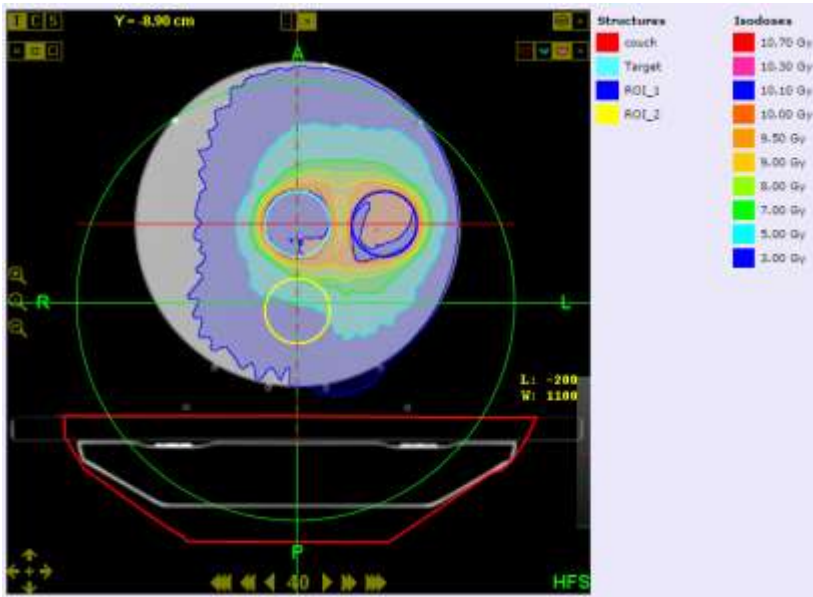 T C S
Y = -8.90 cm
A
R
L
L: -200
W: 1100
P
40
HFS
Structures
couch
Target
ROI_1
ROI_2
Isodoses
10.70 Gy
10.30 Gy
10.10 Gy
10.00 Gy
9.50 Gy
9.00 Gy
8.00 Gy
7.00 Gy
5.00 Gy
3.00 Gy